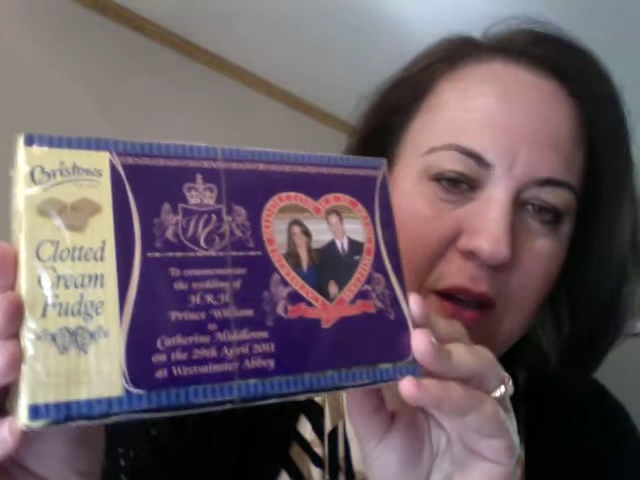 Bristows
Clotted
Cream
Fudge
To commemorate
the wedding of
H.R.H.
Prince William
to
Catherine Middleton
on the 29th April 2011
at Westminster Abbey